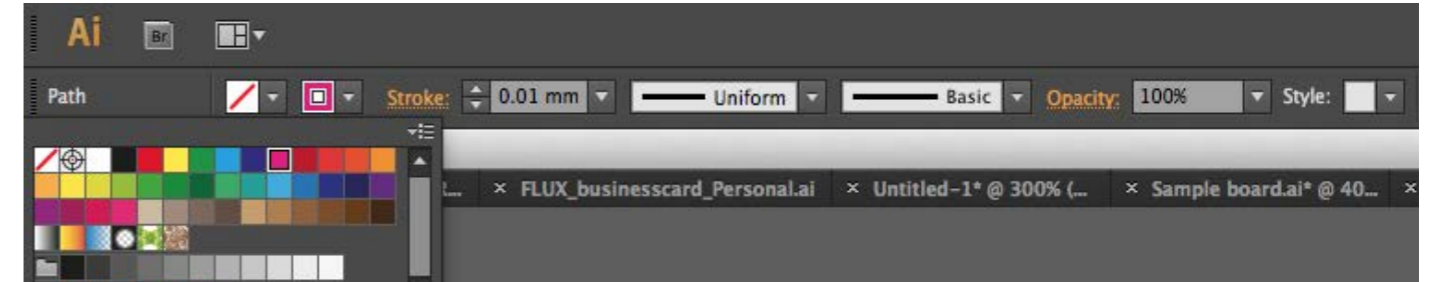 Ai Br
Path Stroke: 0.01 mm Uniform Basic Opacity: 100% Style:
× FLUX_businesscard_Personal.ai × Untitled-1* @ 300% (... × Sample board.ai* @ 40... ×